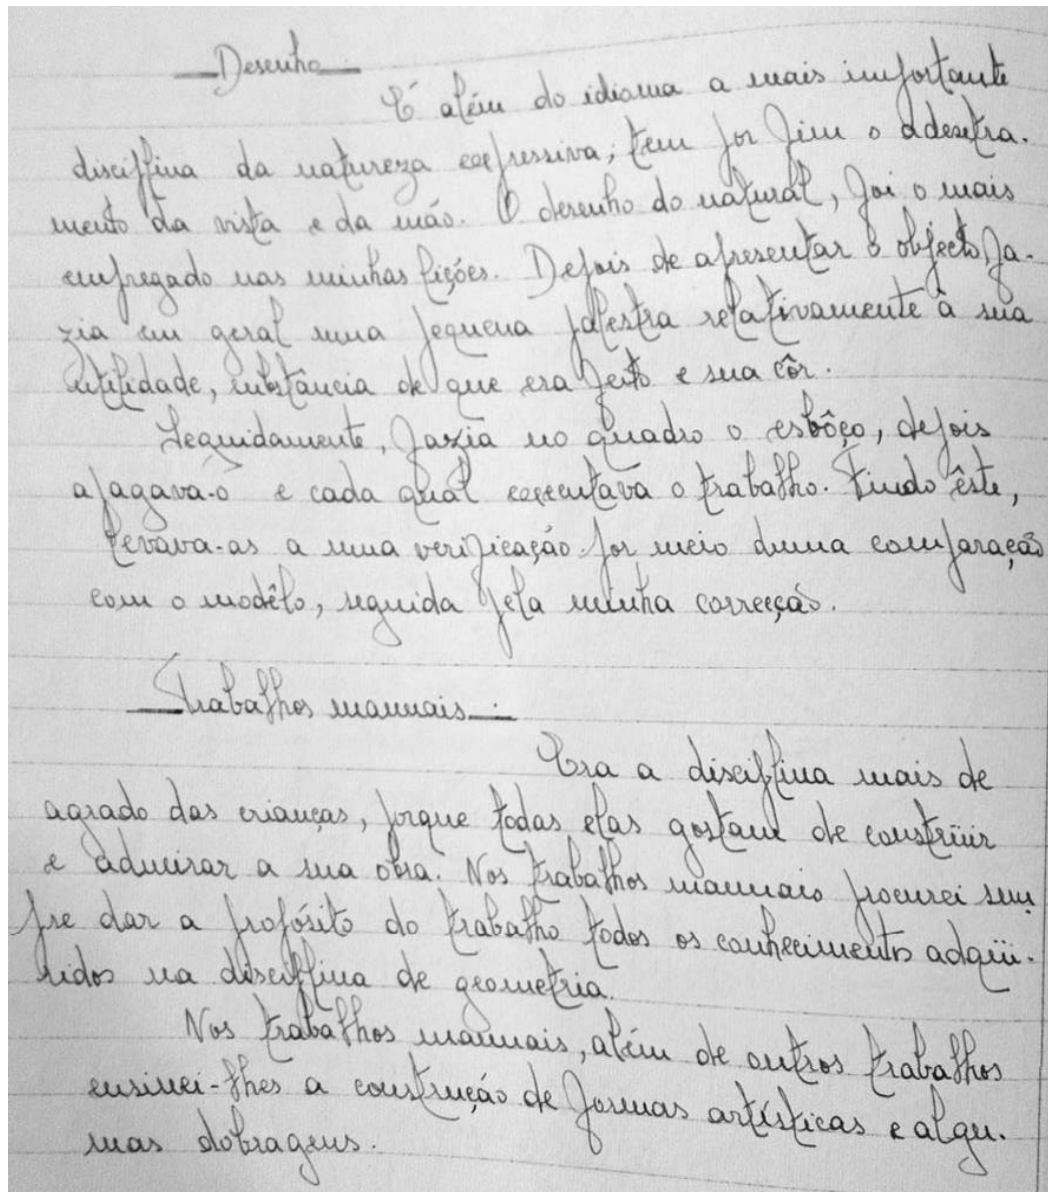 Desenho
É além do idioma a mais importante
disciplina da natureza expressiva; tem por fim o adestra-
mento da vista e da mão. O desenho do natural, foi o mais
empregado nas minhas lições. Depois de apresentar o objecto, fa-
zia em geral uma pequena palestra relativamente à sua
utilidade, substância de que era feito e sua côr.
Seguidamente, fazia no quadro o esbôço, depois
apagava-o e cada qual executava o trabalho. Findo êste,
levava-as a uma verificação por meio duma comparação
com o modêlo, seguida pela minha correcção.
Trabalhos manuais
Era a disciplina mais de
agrado das crianças, porque todas elas gostam de construir
e admirar a sua obra. Nos trabalhos manuais procurei sem
pre dar a propósito do trabalho todos os conhecimentos adqüi-
ridos na disciplina de geometria.
Nos trabalhos manuais, além de outros trabalhos
ensinei-lhes a construção de formas artísticas e algu-
mas dobragens.